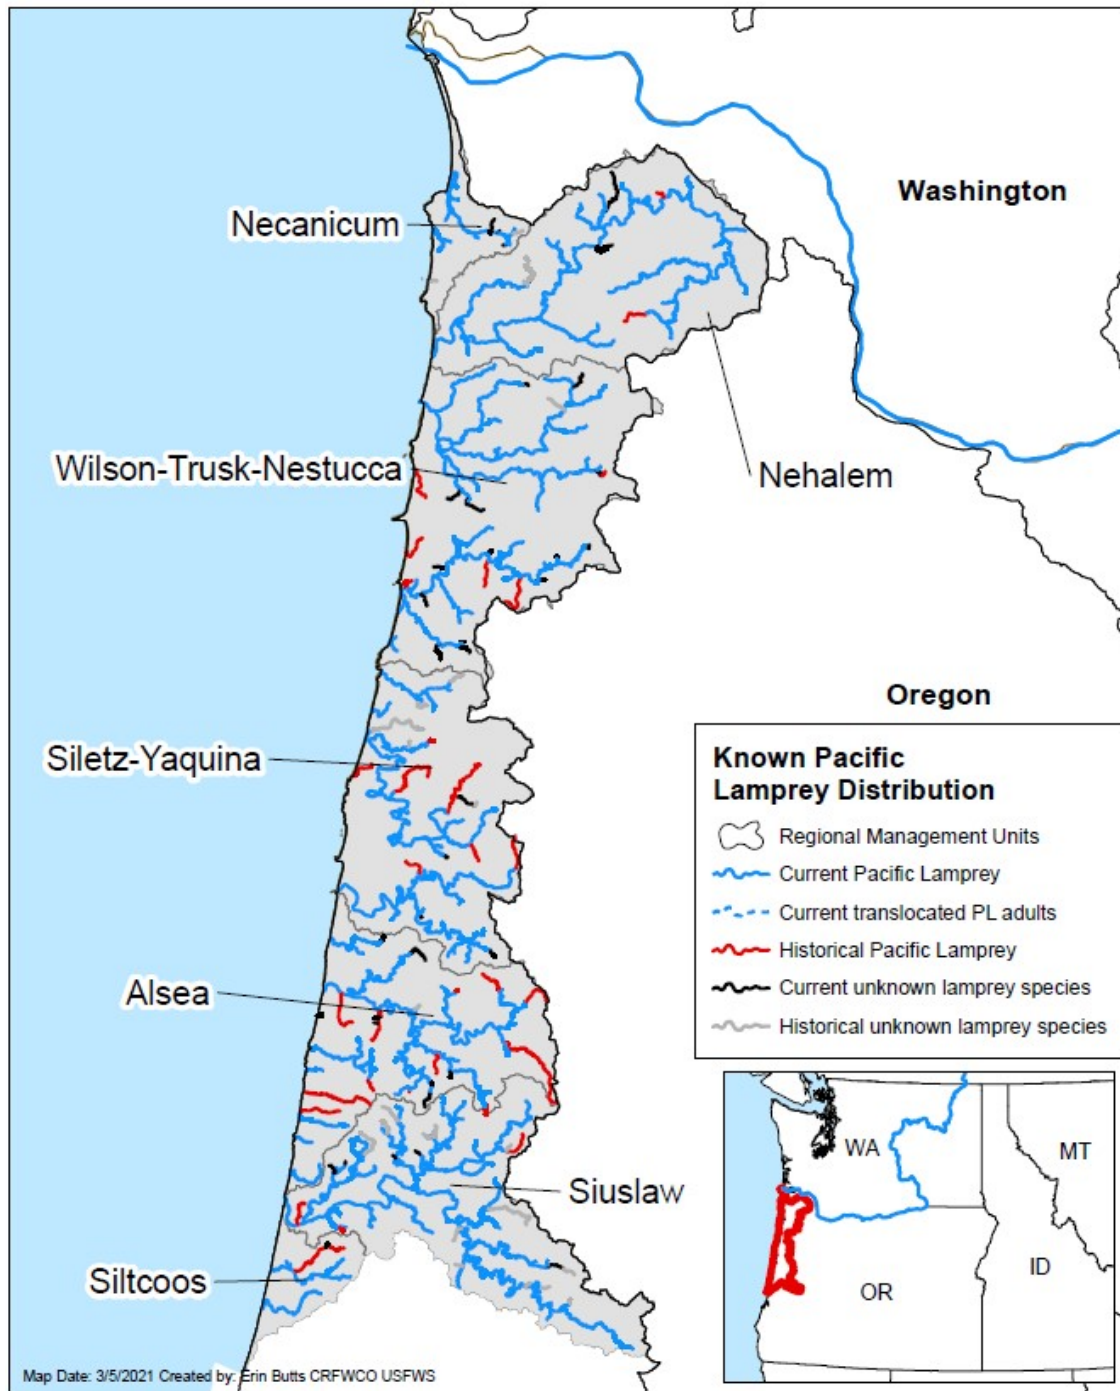 Washington
Necanicum
Wilson-Trusk-Nestucca
Nehalem
Oregon
Siletz-Yaquina
Known Pacific
Lamprey Distribution
Regional Management Units
Current Pacific Lamprey
Current translocated PL adults
Historical Pacific Lamprey
Current unknown lamprey species
Historical unknown lamprey species
Alsea
Siuslaw
Siltcoos
WA
MT
OR
ID
Map Date: 3/5/2021 Created by: Erin Butts CRFWCO USFWS